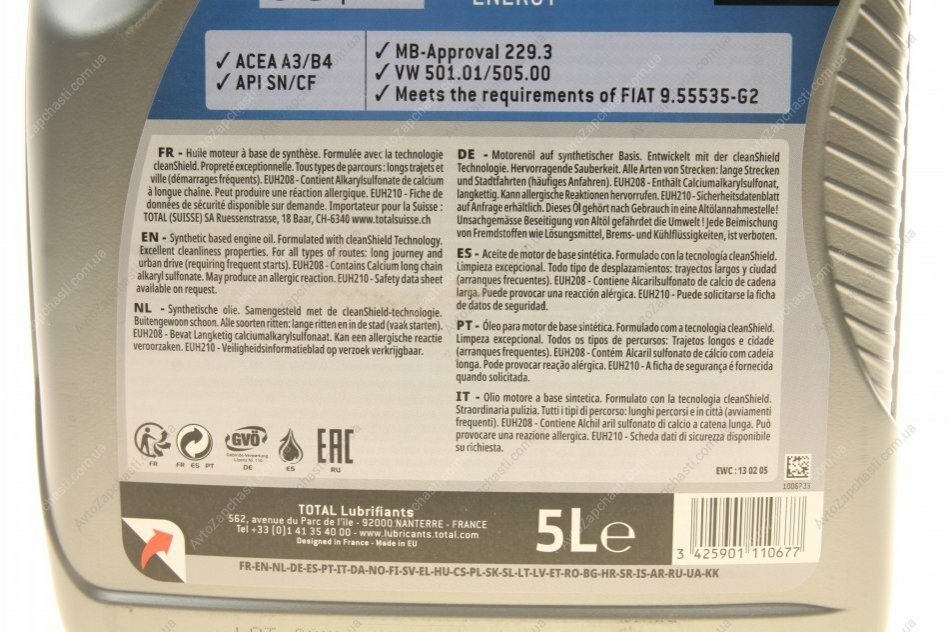 ENERGY
✓ ACEA A3/B4
✓ API SN/CF
✓ MB-Approval 229.3
✓ VW 501.01/505.00
✓ Meets the requirements of FIAT 9.55535-G2
FR - Huile moteur à base de synthèse. Formulée avec la technologie
cleanShield. Propreté exceptionnelle. Tous types de parcours : longs trajets et
ville (démarrages fréquents). EUH208 - Contient Alkarylsulfonate de calcium
à longue chaîne. Peut produire une réaction allergique. EUH210 - Fiche de
données de sécurité disponible sur demande. Importateur pour la Suisse :
TOTAL (SUISSE) SA Ruessenstrasse, 18 Baar, CH-6340 www.totalsuisse.ch
EN - Synthetic based engine oil. Formulated with cleanShield Technology.
Excellent cleanliness properties. For all types of routes: long journey and
urban drive (requiring frequent starts). EUH208 - Contains Calcium long chain
alkaryl sulfonate. May produce an allergic reaction. EUH210 - Safety data sheet
available on request.
NL - Synthetische olie. Samengesteld met de cleanShield-technologie.
Buitengewoon schoon. Alle soorten ritten: lange ritten en in de stad (vaak starten).
EUH208 - Bevat Langketig calciumalkarylsulfonaat. Kan een allergische reactie
veroorzaken. EUH210 - Veiligheidsinformatieblad op verzoek verkrijgbaar.
DE - Motorenöl auf synthetischer Basis. Entwickelt mit der cleanShield
Technologie. Hervorragende Sauberkeit. Alle Arten von Strecken: lange Strecken
und Stadtfahrten (häufiges Anfahren). EUH208 - Enthält Calciumalkarylsulfonat,
langkettig. Kann allergische Reaktionen hervorrufen. EUH210 - Sicherheitsdatenblatt
auf Anfrage erhältlich. Dieses Öl gehört nach Gebrauch in eine Altölannahmestelle!
Unsachgemässe Beseitigung von Altöl gefährdet die Umwelt ! Jede Beimischung
von Fremdstoffen wie Lösungsmittel, Brems- und Kühlflüssigkeiten, ist verboten.
ES - Aceite de motor de base sintética. Formulado con la tecnología cleanShield.
Limpieza excepcional. Todo tipo de desplazamientos: trayectos largos y ciudad
(arranques frecuentes). EUH208 - Contiene Alcarilsulfonato de calcio de cadena
larga. Puede provocar una reacción alérgica. EUH210 - Puede solicitarse la ficha
de datos de seguridad.
PT - Óleo para motor de base sintética. Formulado com a tecnologia cleanShield.
Limpeza excepcional. Todos os tipos de percursos: Trajetos longos e cidade
(arranques frequentes). EUH208 - Contém Alcaril sulfonato de cálcio com cadeia
longa. Pode provocar reação alérgica. EUH210 - A ficha de segurança é fornecida
quando solicitada.
IT - Olio motore a base sintetica. Formulato con la tecnologia cleanShield.
Straordinaria pulizia. Tutti i tipi di percorso: lunghi percorsi e in città (avviamenti
frequenti). EUH208 - Contiene Alchil aril sulfonato di calcio a catena lunga. Può
provocare una reazione allergica. EUH210 - Scheda dati di sicurezza disponibile
su richiesta.
FR
FR ES PT
GVÖ
Gebinde-Verwertung
Lizenz Nr. 110
DE
ES
EAC
RU
EWC : 13 02 05
TOTAL Lubrifiants
562, avenue du Parc de l'île - 92000 NANTERRE - FRANCE
Tel +33 (0)1 41 35 40 00 - www.lubricants.total.com
Designed in France - Made in EU
5L e
3 425901 110677
FR-EN-NL-DE-ES-PT-IT-DA-NO-FI-SV-EL-HU-CS-PL-SK-SL-LT-LV-ET-RO-BG-HR-SR-IS-AR-RU-UA-KK
AvtoZapchasti.com.ua